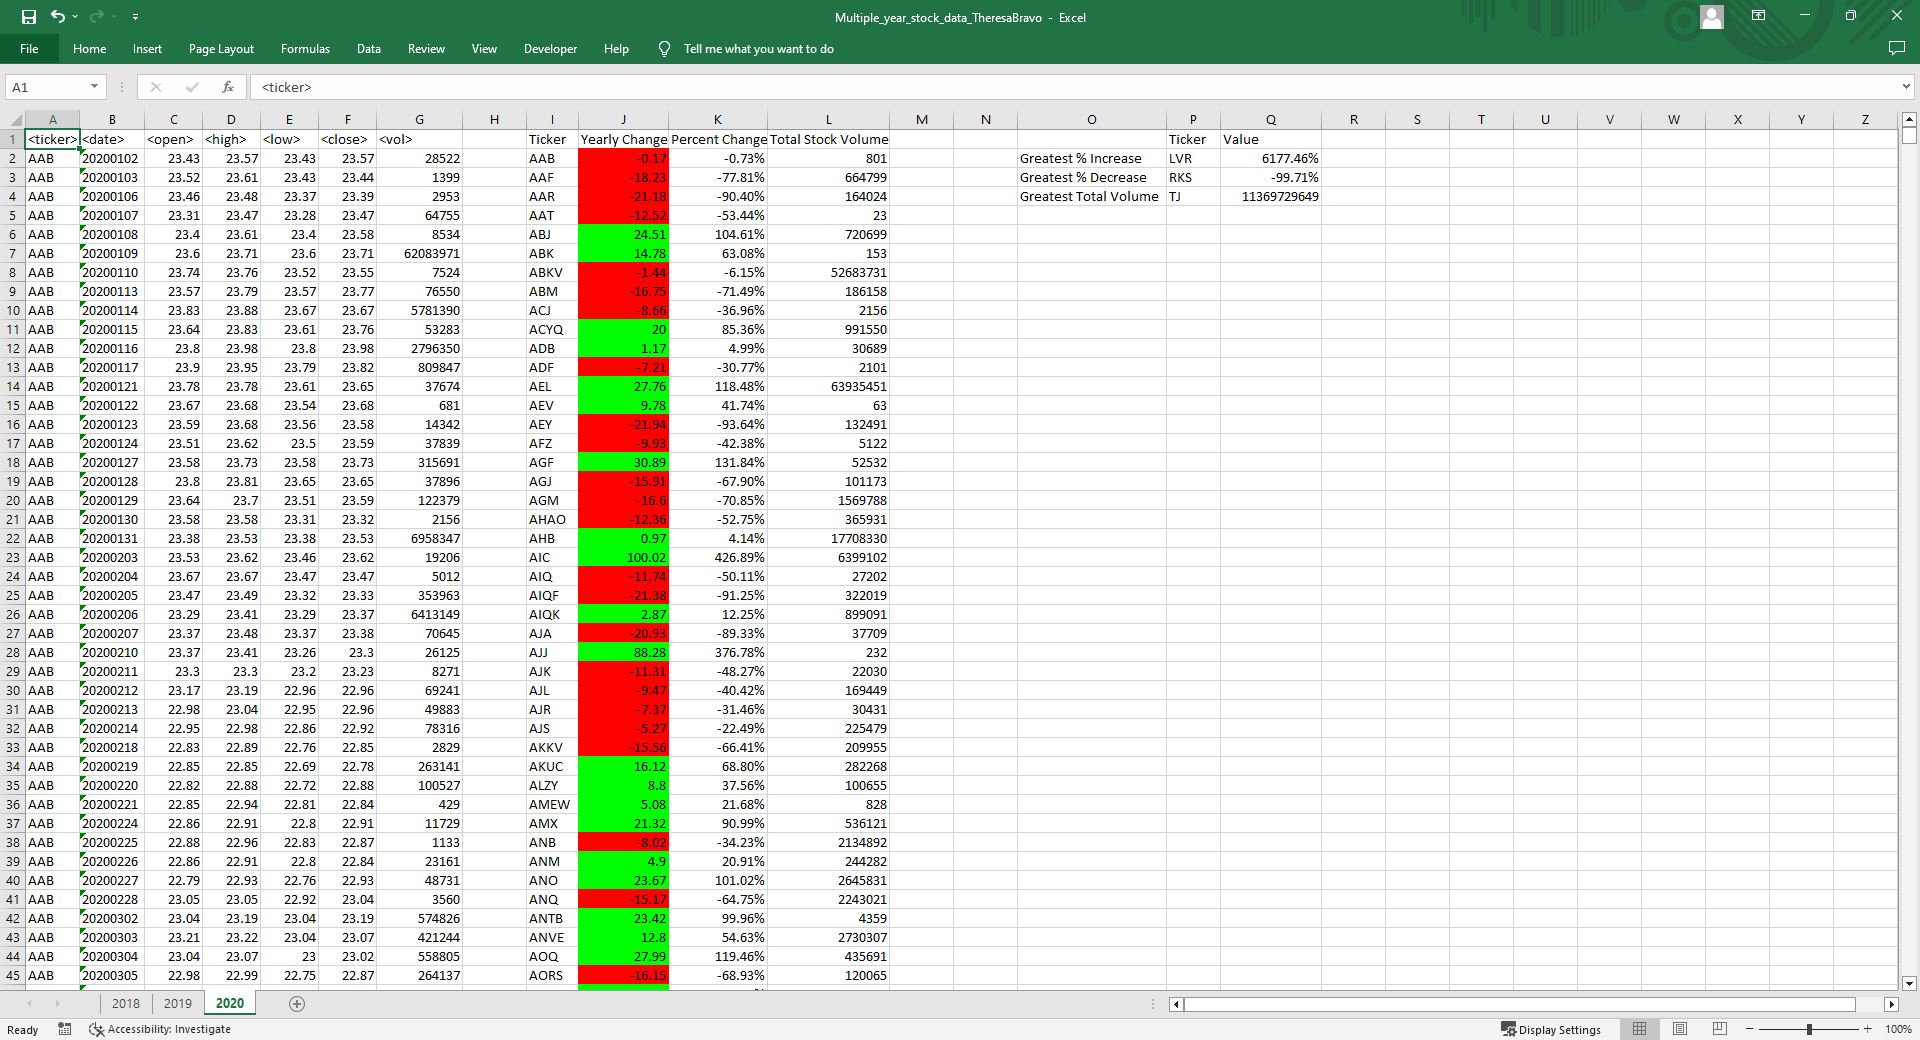 Multiple_year_stock_data_TheresaBravo - Excel
File Home Insert Page Layout Formulas Data Review View Developer Help Tell me what you want to do
A1 fx <ticker>
A B C D E F G H I J K L M N O P Q R S T U V W X Y Z
1 <ticker> <date> <open> <high> <low> <close> <vol> Ticker Yearly Change Percent Change Total Stock Volume Ticker Value
2 AAB 20200102 23.43 23.57 23.43 23.57 28522 AAB -0.17 -0.73% 801 Greatest % Increase LVR 6177.46%
3 AAB 20200103 23.52 23.61 23.43 23.44 1399 AAF -18.23 -77.81% 664799 Greatest % Decrease RKS -99.71%
4 AAB 20200106 23.46 23.48 23.37 23.39 2953 AAR -21.18 -90.40% 164024 Greatest Total Volume TJ 11369729649
5 AAB 20200107 23.31 23.47 23.28 23.47 64755 AAT -12.52 -53.44% 23
6 AAB 20200108 23.4 23.61 23.4 23.58 8534 ABJ 24.51 104.61% 720699
7 AAB 20200109 23.6 23.71 23.6 23.71 62083971 ABK 14.78 63.08% 153
8 AAB 20200110 23.74 23.76 23.52 23.55 7524 ABKV -1.44 -6.15% 52683731
9 AAB 20200113 23.57 23.79 23.57 23.77 76550 ABM -16.75 -71.49% 186158
10 AAB 20200114 23.83 23.88 23.67 23.67 5781390 ACJ -8.66 -36.96% 2156
11 AAB 20200115 23.64 23.83 23.61 23.76 53283 ACYQ 20 85.36% 991550
12 AAB 20200116 23.8 23.98 23.8 23.98 2796350 ADB 1.17 4.99% 30689
13 AAB 20200117 23.9 23.95 23.79 23.82 809847 ADF -7.21 -30.77% 2101
14 AAB 20200121 23.78 23.78 23.61 23.65 37674 AEL 27.76 118.48% 63935451
15 AAB 20200122 23.67 23.68 23.54 23.68 681 AEV 9.78 41.74% 63
16 AAB 20200123 23.59 23.68 23.56 23.58 14342 AEY -21.94 -93.64% 132491
17 AAB 20200124 23.51 23.62 23.5 23.59 37839 AFZ -9.93 -42.38% 5122
18 AAB 20200127 23.58 23.73 23.58 23.73 315691 AGF 30.89 131.84% 52532
19 AAB 20200128 23.8 23.81 23.65 23.65 37896 AGJ -15.91 -67.90% 101173
20 AAB 20200129 23.64 23.7 23.51 23.59 122379 AGM -16.6 -70.85% 1569788
21 AAB 20200130 23.58 23.58 23.31 23.32 2156 AHAO -12.36 -52.75% 365931
22 AAB 20200131 23.38 23.53 23.38 23.53 6958347 AHB 0.97 4.14% 17708330
23 AAB 20200203 23.53 23.62 23.46 23.62 19206 AIC 100.02 426.89% 6399102
24 AAB 20200204 23.67 23.67 23.47 23.47 5012 AIQ -11.74 -50.11% 27202
25 AAB 20200205 23.47 23.49 23.32 23.33 353963 AIQF -21.38 -91.25% 322019
26 AAB 20200206 23.29 23.41 23.29 23.37 6413149 AIQK 2.87 12.25% 899091
27 AAB 20200207 23.37 23.48 23.37 23.38 70645 AJA -20.93 -89.33% 37709
28 AAB 20200210 23.37 23.41 23.26 23.3 26125 AJJ 88.28 376.78% 232
29 AAB 20200211 23.3 23.3 23.2 23.23 8271 AJK -11.31 -48.27% 22030
30 AAB 20200212 23.17 23.19 22.96 22.96 69241 AJL -9.47 -40.42% 169449
31 AAB 20200213 22.98 23.04 22.95 22.96 49883 AJR -7.37 -31.46% 30431
32 AAB 20200214 22.95 22.98 22.86 22.92 78316 AJS -5.27 -22.49% 225479
33 AAB 20200218 22.83 22.89 22.76 22.85 2829 AKKV -15.56 -66.41% 209955
34 AAB 20200219 22.85 22.85 22.69 22.78 263141 AKUC 16.12 68.80% 282268
35 AAB 20200220 22.82 22.88 22.72 22.88 100527 ALZY 8.8 37.56% 100655
36 AAB 20200221 22.85 22.94 22.81 22.84 429 AMEW 5.08 21.68% 828
37 AAB 20200224 22.86 22.91 22.8 22.91 11729 AMX 21.32 90.99% 536121
38 AAB 20200225 22.88 22.96 22.83 22.87 1133 ANB -8.02 -34.23% 2134892
39 AAB 20200226 22.86 22.91 22.8 22.84 23161 ANM 4.9 20.91% 244282
40 AAB 20200227 22.79 22.93 22.76 22.93 48731 ANO 23.67 101.02% 2645831
41 AAB 20200228 23.05 23.05 22.92 23.04 3560 ANQ -15.17 -64.75% 2243021
42 AAB 20200302 23.04 23.19 23.04 23.19 574826 ANTB 23.42 99.96% 4359
43 AAB 20200303 23.21 23.22 23.04 23.07 421244 ANVE 12.8 54.63% 2730307
44 AAB 20200304 23.04 23.07 23 23.02 558805 AOQ 27.99 119.46% 435691
45 AAB 20200305 22.98 22.99 22.75 22.87 264137 AORS -16.15 -68.93% 120065
2018 2019 2020
Ready Accessibility: Investigate Display Settings 100%